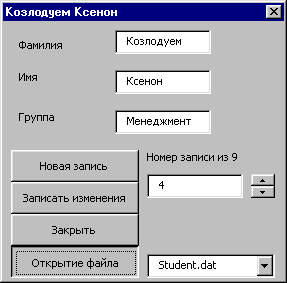 Козлодуем Ксенон
Фамилия Козлодуем
Имя Ксенон
Группа Менеджмент
Новая запись Номер записи из 9
Записать изменения 4
Закрыть
Открытие файла Student.dat